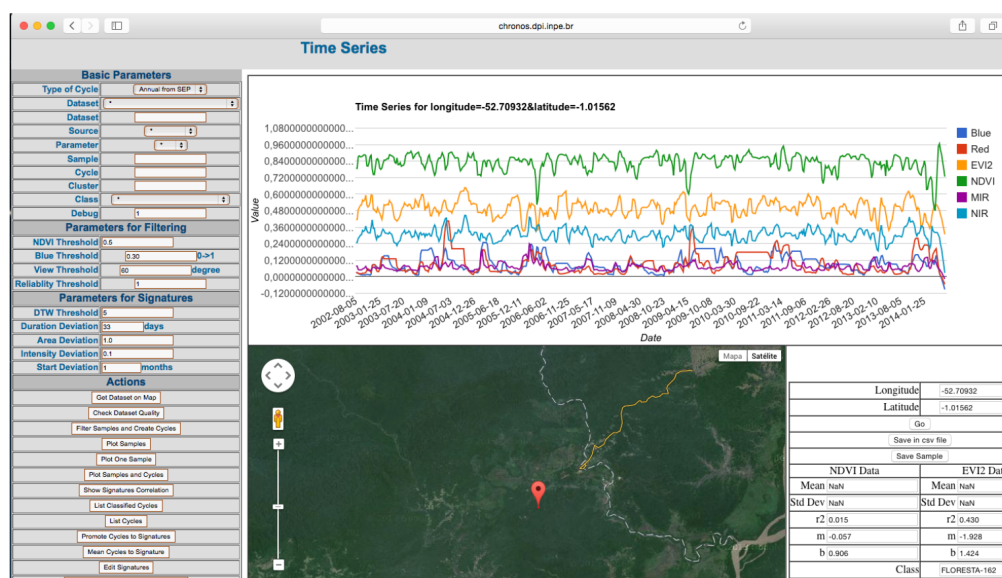 chronos.dpi.inpe.br
Time Series
Basic Parameters
Type of Cycle Annual from SEP
Dataset *
Dataset
Source *
Parameter *
Sample
Cycle
Cluster
Class *
Debug 1
Parameters for Filtering
NDVI Threshold 0.5
Blue Threshold 0.30 0->1
View Threshold 60 degree
Reliablity Threshold 1
Parameters for Signatures
DTW Threshold 5
Duration Deviation 33 days
Area Deviation 1.0
Intensity Deviation 0.1
Start Deviation 1 months
Actions
Get Dataset on Map
Check Dataset Quality
Filter Samples and Create Cycles
Plot Samples
Plot One Sample
Plot Samples and Cycles
Show Signatures Correlation
List Classified Cycles
List Cycles
Promote Cycles to Signatures
Mean Cycles to Signature
Edit Signatures
Time Series for longitude=-52.70932&latitude=-1.01562
1,0800000000000...
0,9600000000000...
0,8400000000000...
0,7200000000000...
0,6000000000000...
0,4800000000000...
0,3600000000000...
0,2400000000000...
0,1200000000000...
0,0000000000000...
-0,120000000000...
Value
2002-08-05
2003-01-25
2003-07-20
2004-01-09
2004-07-03
2004-12-26
2005-06-18
2005-12-11
2006-06-02
2006-11-25
2007-05-17
2007-11-09
2008-04-30
2008-10-23
2009-04-15
2009-10-08
2010-03-30
2010-09-22
2011-03-14
2011-09-06
2012-02-26
2012-08-20
2013-02-10
2013-08-05
2014-01-25
Date
Blue
Red
EVI2
NDVI
MIR
NIR
Mapa Satélite
Longitude -52.70932
Latitude -1.01562
Go
Save in csv file
Save Sample
NDVI Data EVI2 Dat
Mean NaN Mean NaN
Std Dev NaN Std Dev NaN
r2 0.015 r2 0.430
m -0.057 m -1.928
b 0.906 b 1.424
Class FLORESTA-162